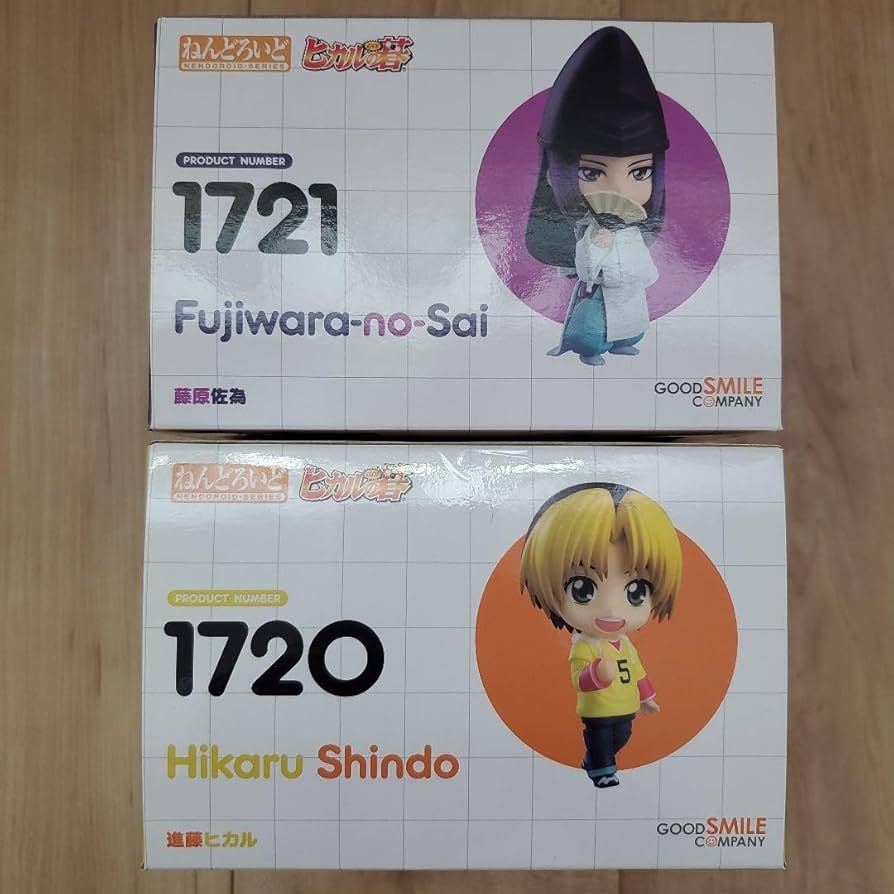 ねんどろいど
NENDOROID-SERIES
ヒカルの碁
GO!
PRODUCT NUMBER
1721
Fujiwara-no-Sai
藤原佐為
GOOD SMILE
COMPANY
ねんどろいど
NENDOROID-SERIES
ヒカルの碁
GO!
PRODUCT NUMBER
1720
5
Hikaru Shindo
進藤ヒカル
GOOD SMILE
COMPANY